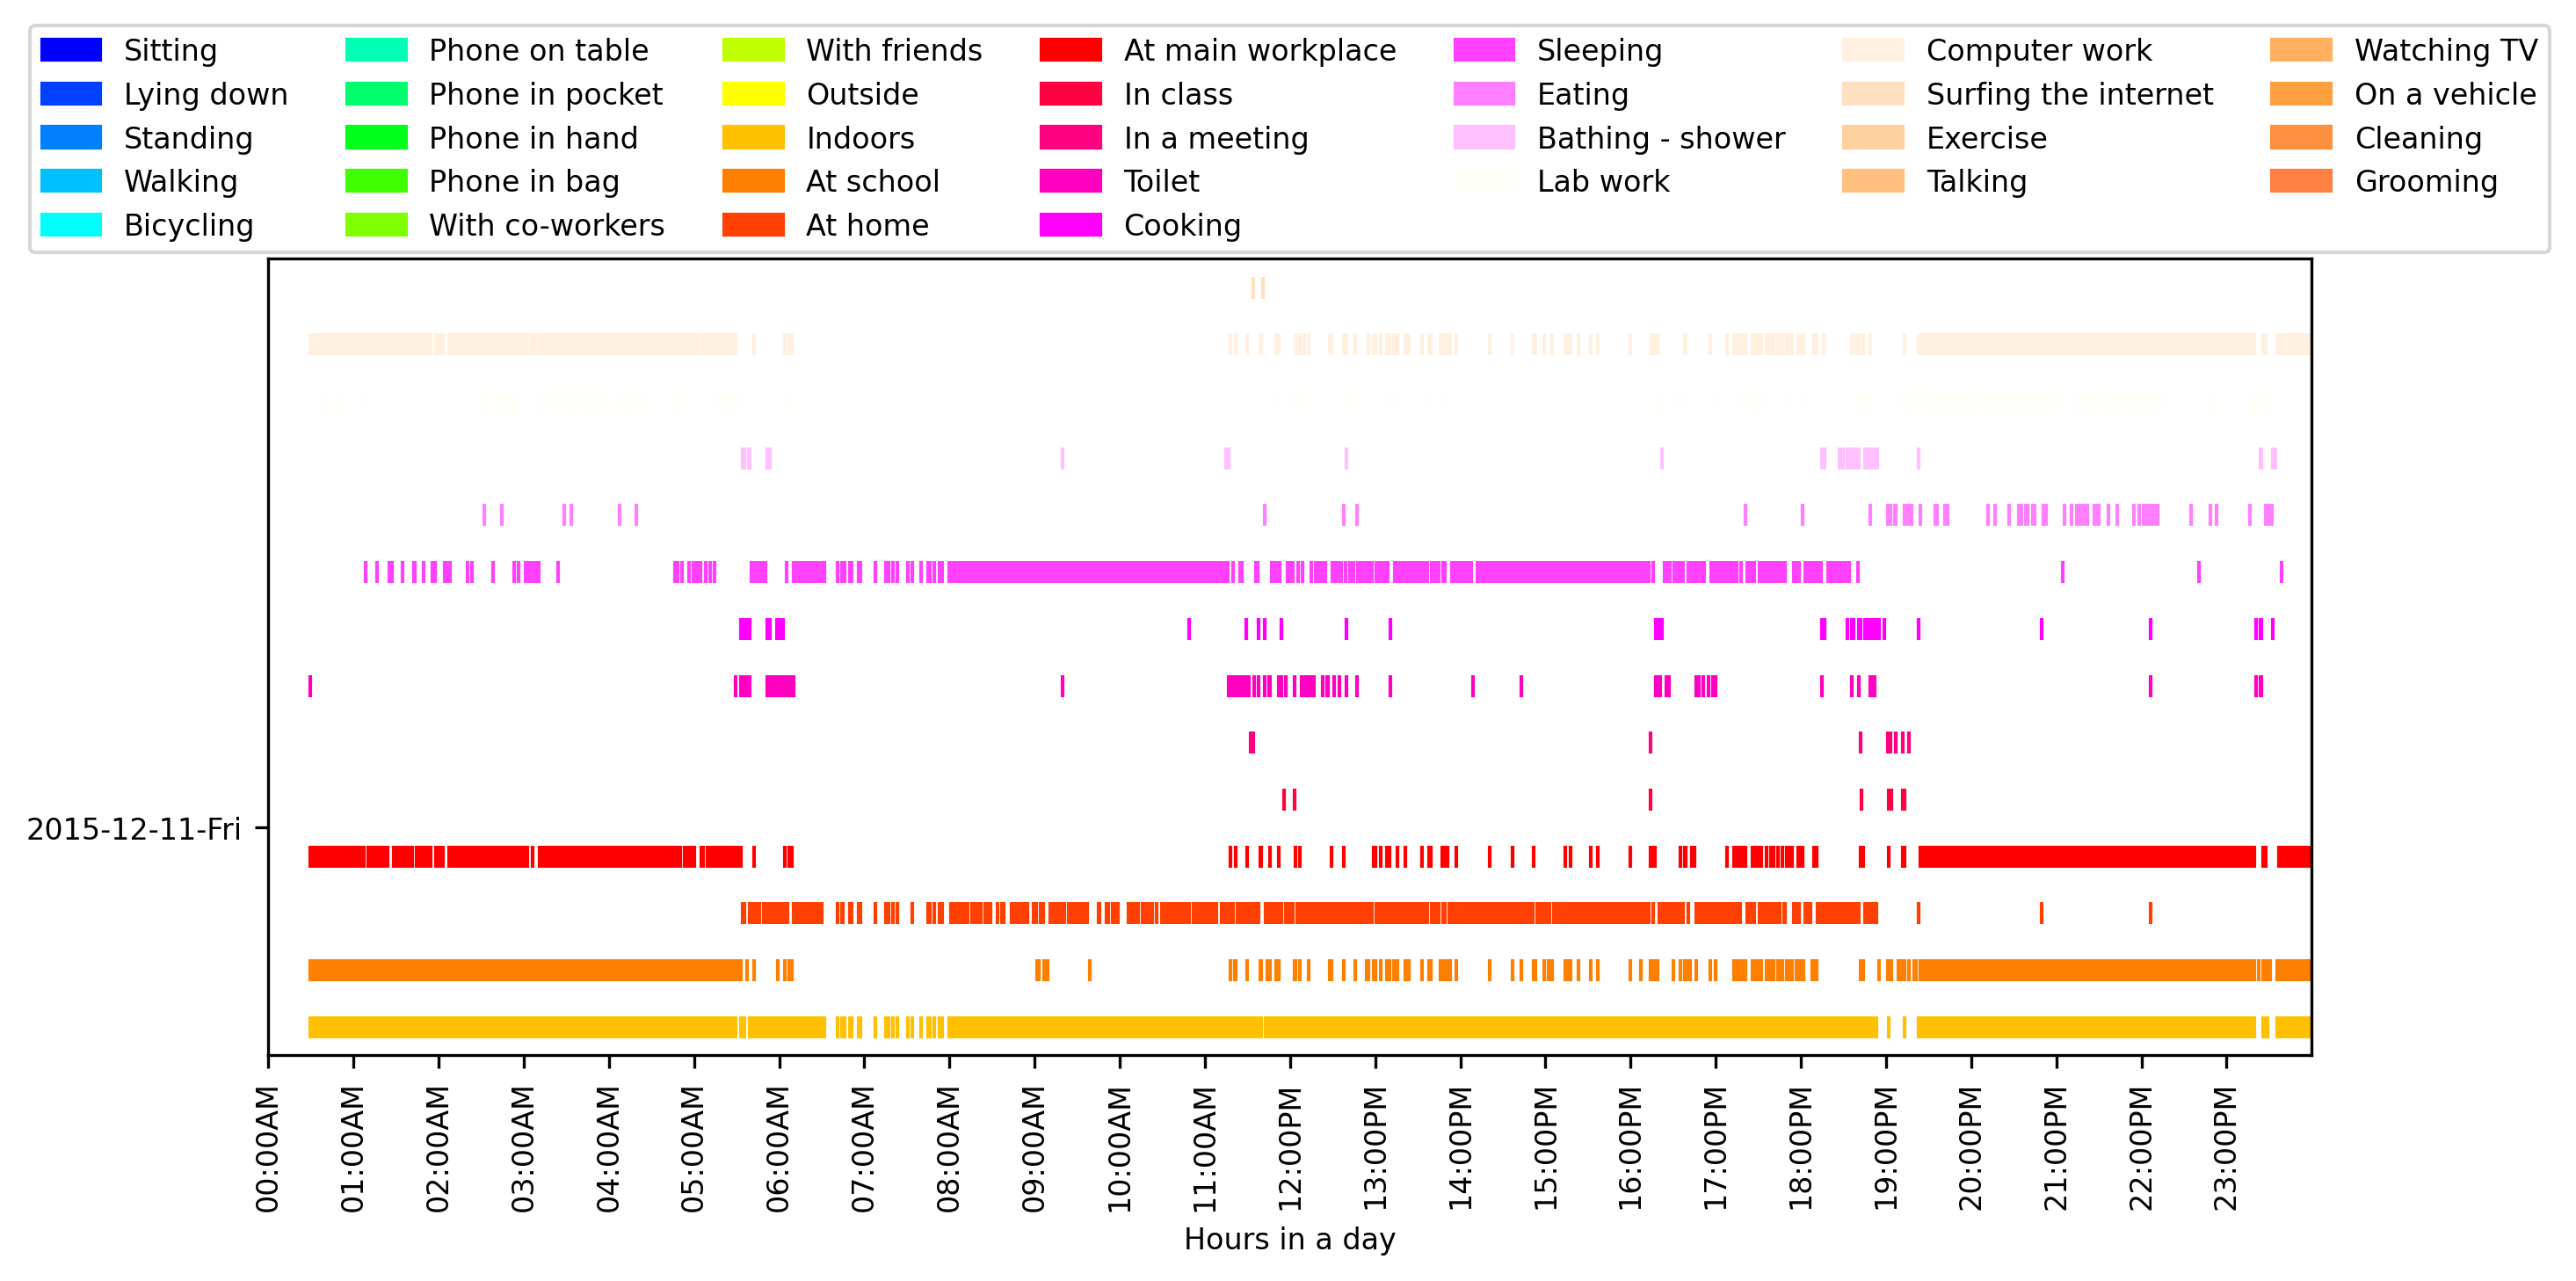 Sitting Phone on table With friends At main workplace Sleeping Computer work Watching TV
Lying down Phone in pocket Outside In class Eating Surfing the internet On a vehicle
Standing Phone in hand Indoors In a meeting Bathing - shower Exercise Cleaning
Walking Phone in bag At school Toilet Lab work Talking Grooming
Bicycling With co-workers At home Cooking
2015-12-11-Fri
00:00AM 01:00AM 02:00AM 03:00AM 04:00AM 05:00AM 06:00AM 07:00AM 08:00AM 09:00AM 10:00AM 11:00AM 12:00PM 13:00PM 14:00PM 15:00PM 16:00PM 17:00PM 18:00PM 19:00PM 20:00PM 21:00PM 22:00PM 23:00PM
Hours in a day